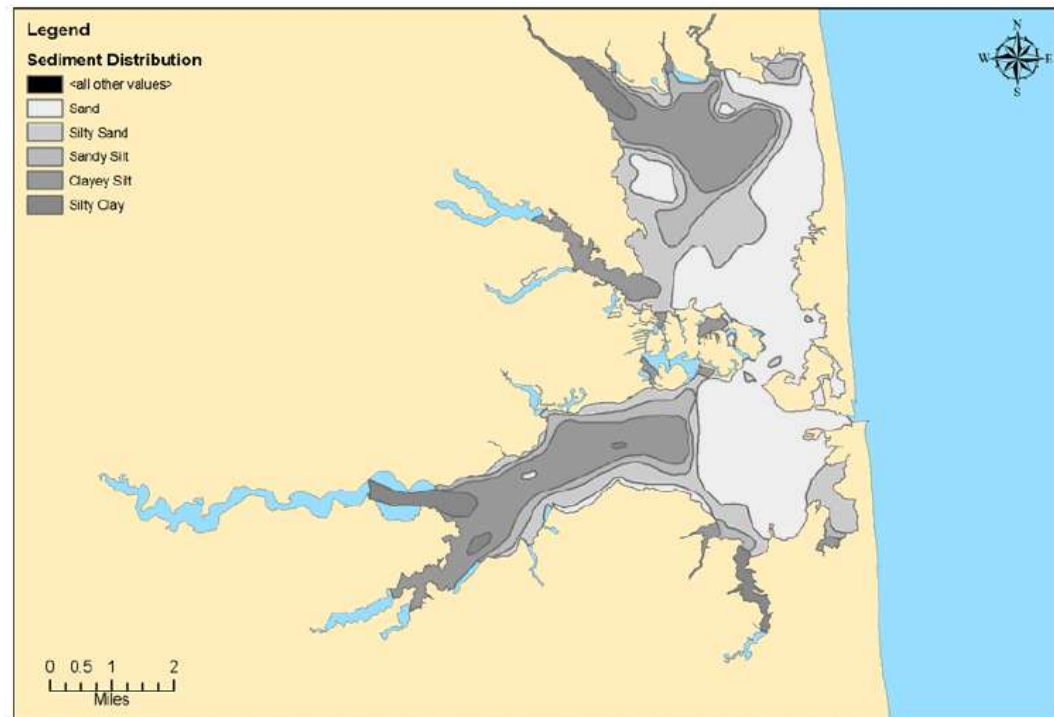 Legend
Sediment Distribution
<all other values>
Sand
Silty Sand
Sandy Silt
Clayey Silt
Silty Clay
N
W E
S
0 0.5 1 2
Miles